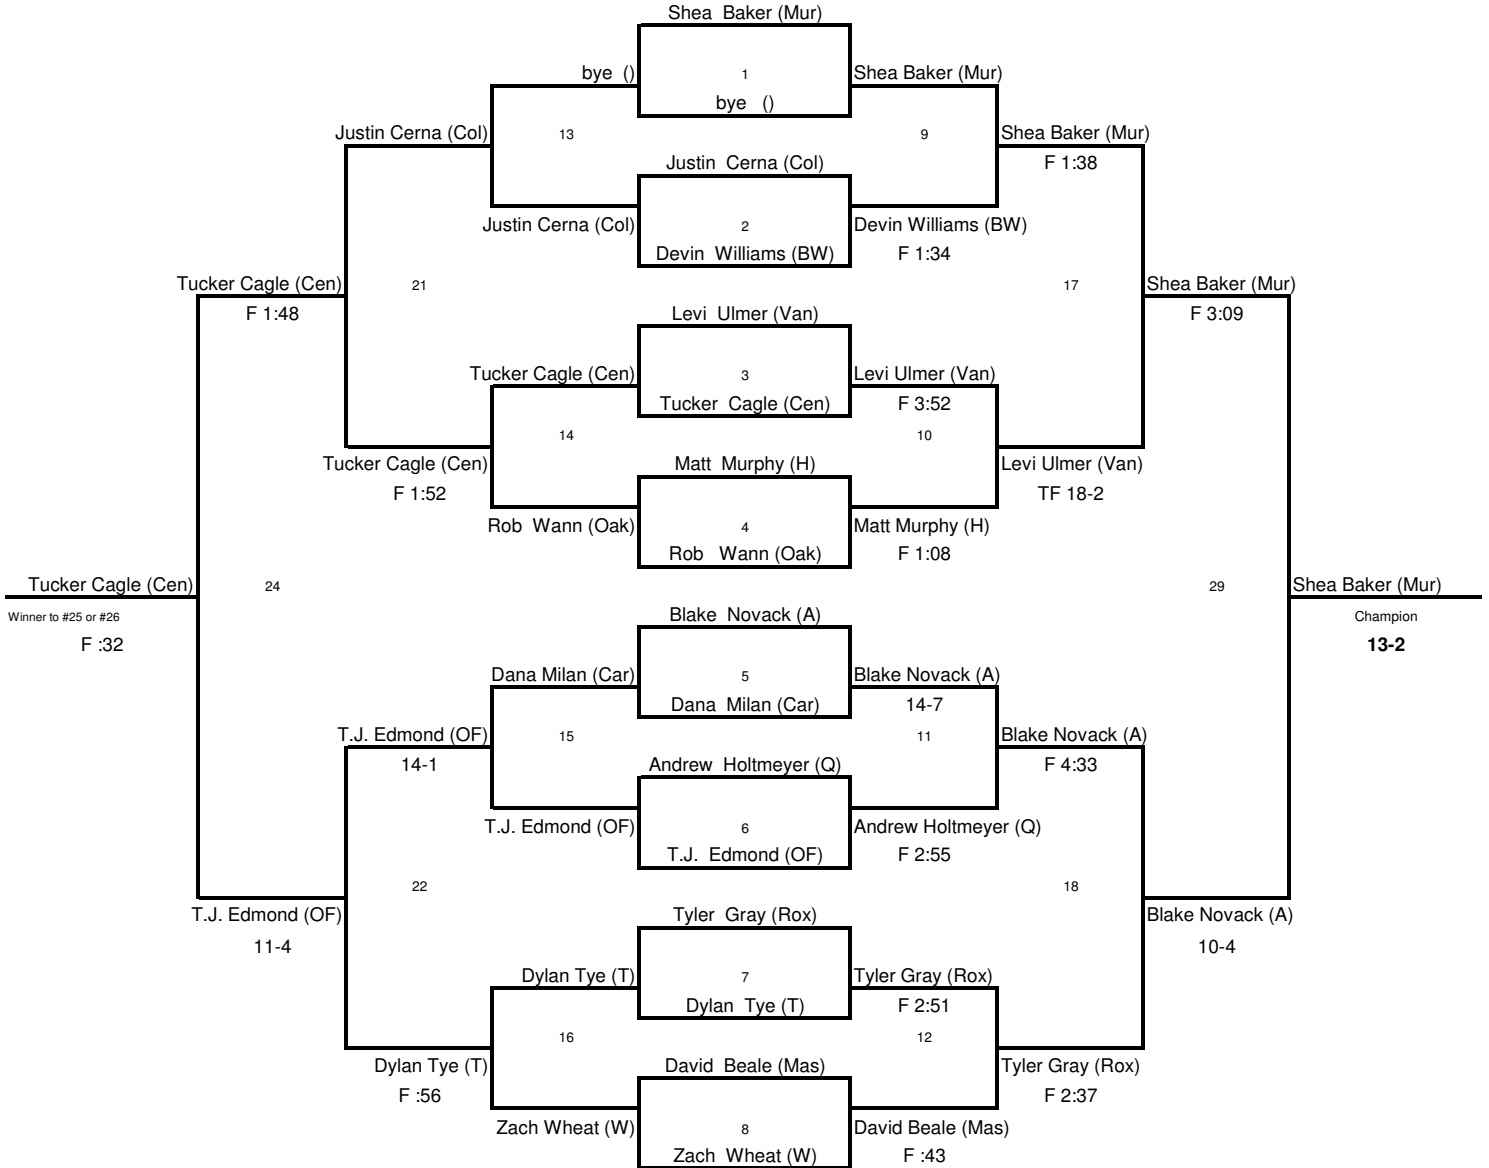 Shea Baker (Mur)
bye () 1 Shea Baker (Mur)
bye ()
Justin Cerna (Col) 13 9 Shea Baker (Mur)
Justin Cerna (Col) F 1:38
Justin Cerna (Col) 2 Devin Williams (BW)
Devin Williams (BW) F 1:34
Tucker Cagle (Cen) 21 17 Shea Baker (Mur)
F 1:48 Levi Ulmer (Van) F 3:09
Tucker Cagle (Cen) 3 Levi Ulmer (Van)
Tucker Cagle (Cen) F 3:52
14 10
Tucker Cagle (Cen) Matt Murphy (H) Levi Ulmer (Van)
F 1:52 TF 18-2
Rob Wann (Oak) 4 Matt Murphy (H)
Rob Wann (Oak) F 1:08
Tucker Cagle (Cen) 24 29 Shea Baker (Mur)
Winner to #25 or #26 Blake Novack (A) Champion
F :32 13-2
Dana Milan (Car) 5 Blake Novack (A)
Dana Milan (Car) 14-7
T.J. Edmond (OF) 15 11 Blake Novack (A)
14-1 Andrew Holtmeyer (Q) F 4:33
T.J. Edmond (OF) 6 Andrew Holtmeyer (Q)
T.J. Edmond (OF) F 2:55
22 18
T.J. Edmond (OF) Tyler Gray (Rox) Blake Novack (A)
11-4 10-4
Dylan Tye (T) 7 Tyler Gray (Rox)
Dylan Tye (T) F 2:51
16 12
Dylan Tye (T) David Beale (Mas) Tyler Gray (Rox)
F :56 F 2:37
Zach Wheat (W) 8 David Beale (Mas)
Zach Wheat (W) F :43